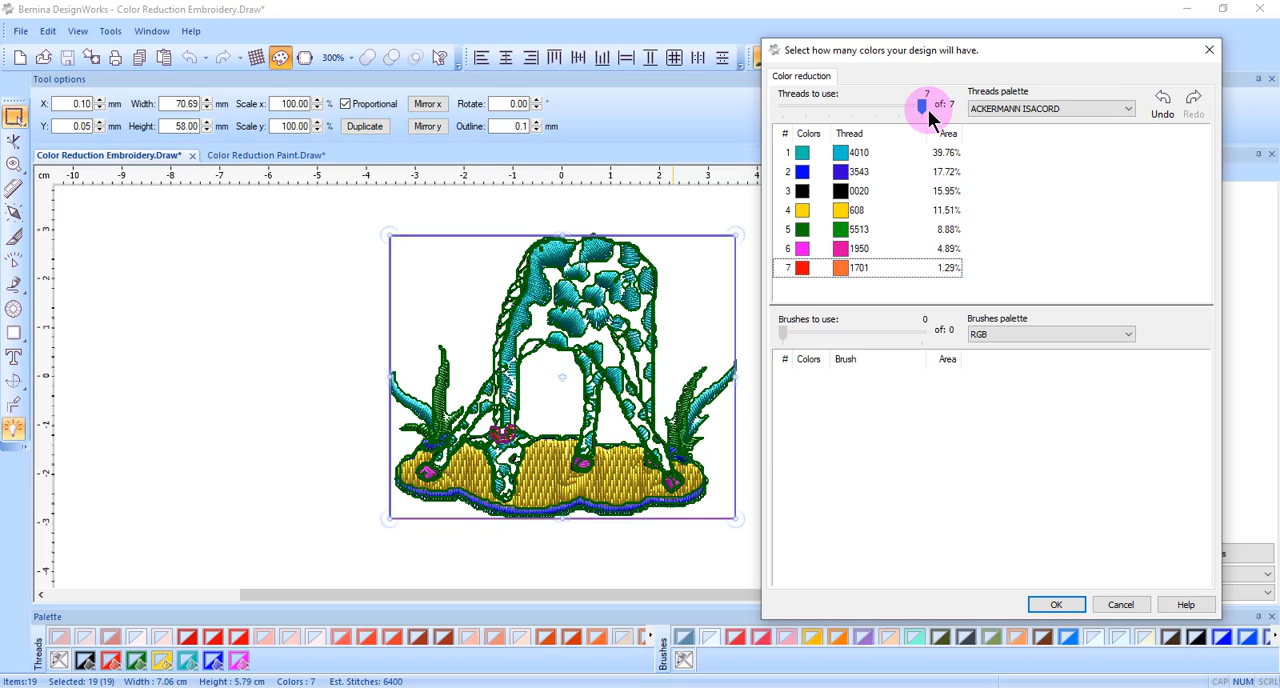 Bernina DesignWorks - Color Reduction Embroidery.Draw*
File Edit View Tools Window Help
300%
Tool options
X: 0.10 mm Width: 70.69 mm Scale x: 100.00 % Proportional Mirror x Rotate: 0.00 °
Y: 0.05 mm Height: 58.00 mm Scale y: 100.00 % Duplicate Mirror y Outline: 0.1 mm
Color Reduction Embroidery.Draw* Color Reduction Paint.Draw*
cm -10 -9 -8 -7 -6 -5 -4 -3 -2 -1 0 1 2 3
3
2
1
0
-1
-2
-3
-4
Select how many colors your design will have.
Color reduction
Threads to use: 7 of: 7
Threads palette
ACKERMANN ISACORD
Undo Redo
# Colors Thread Area
1 4010 39.76%
2 3543 17.72%
3 0020 15.95%
4 608 11.51%
5 5513 8.88%
6 1950 4.89%
7 1701 1.29%
Brushes to use: 0 of: 0
Brushes palette
RGB
# Colors Brush Area
OK Cancel Help
s
Palette
Threads
Brushes
Items:19 Selected: 19 (19) Width : 7.06 cm Height : 5.79 cm Colors : 7 Est. Stitches: 6400
CAP NUM SCRL